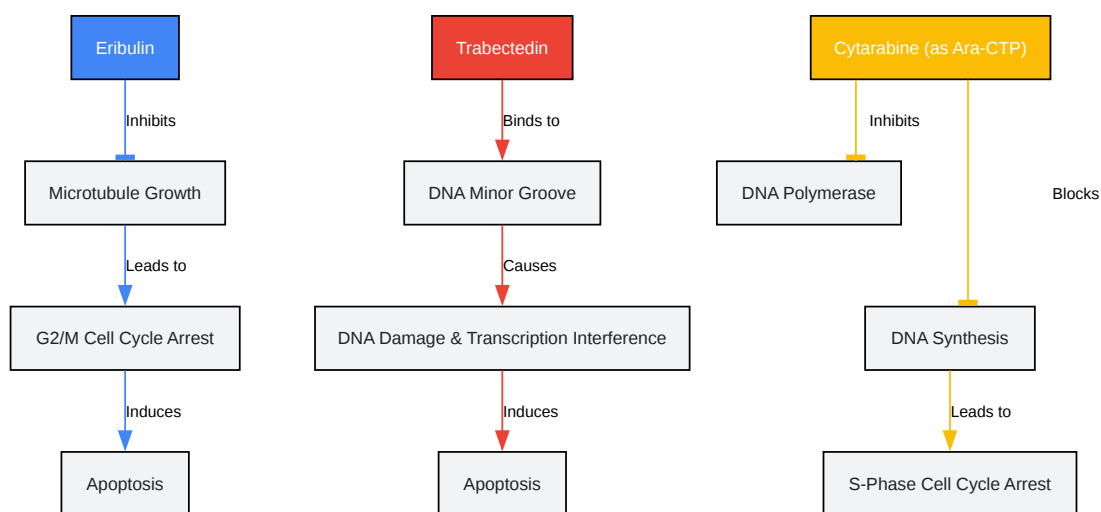 Eribulin
Trabectedin
Cytarabine (as Ara-CTP)
Inhibits
Binds to
Inhibits
Microtubule Growth
DNA Minor Groove
DNA Polymerase
Blocks
Leads to
Causes
G2/M Cell Cycle Arrest
DNA Damage & Transcription Interference
DNA Synthesis
Induces
Induces
Leads to
Apoptosis
Apoptosis
S-Phase Cell Cycle Arrest